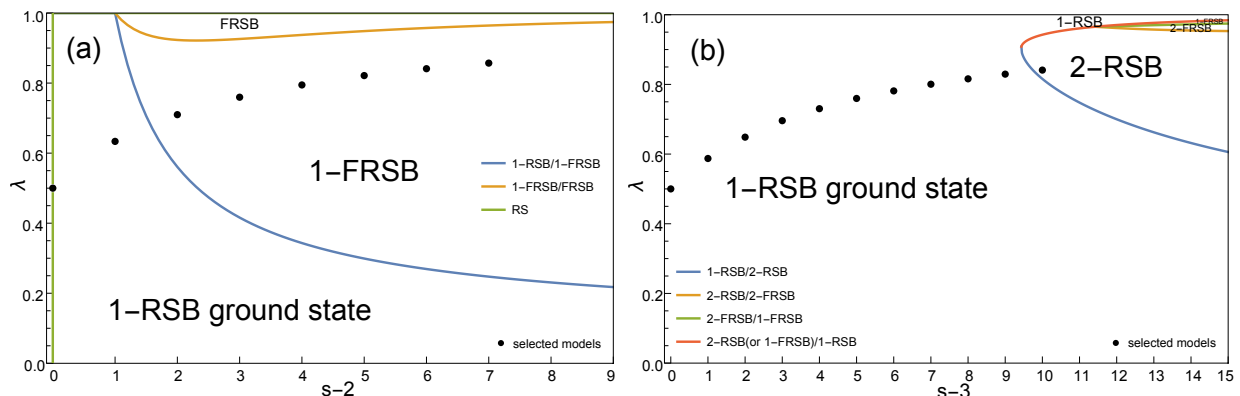 (a)
FRSB
1–FRSB
1–RSB ground state
1–RSB/1–FRSB
1–FRSB/FRSB
RS
selected models
λ
1.0
0.8
0.6
0.4
0.2
0.0
0 1 2 3 4 5 6 7 8 9
s–2
(b)
1–RSB
1–FRSB
2–FRSB
2–RSB
1–RSB ground state
1–RSB/2–RSB
2–RSB/2–FRSB
2–FRSB/1–FRSB
2–RSB(or 1–FRSB)/1–RSB
selected models
λ
1.0
0.8
0.6
0.4
0.2
0.0
0 1 2 3 4 5 6 7 8 9 10 11 12 13 14 15
s–3